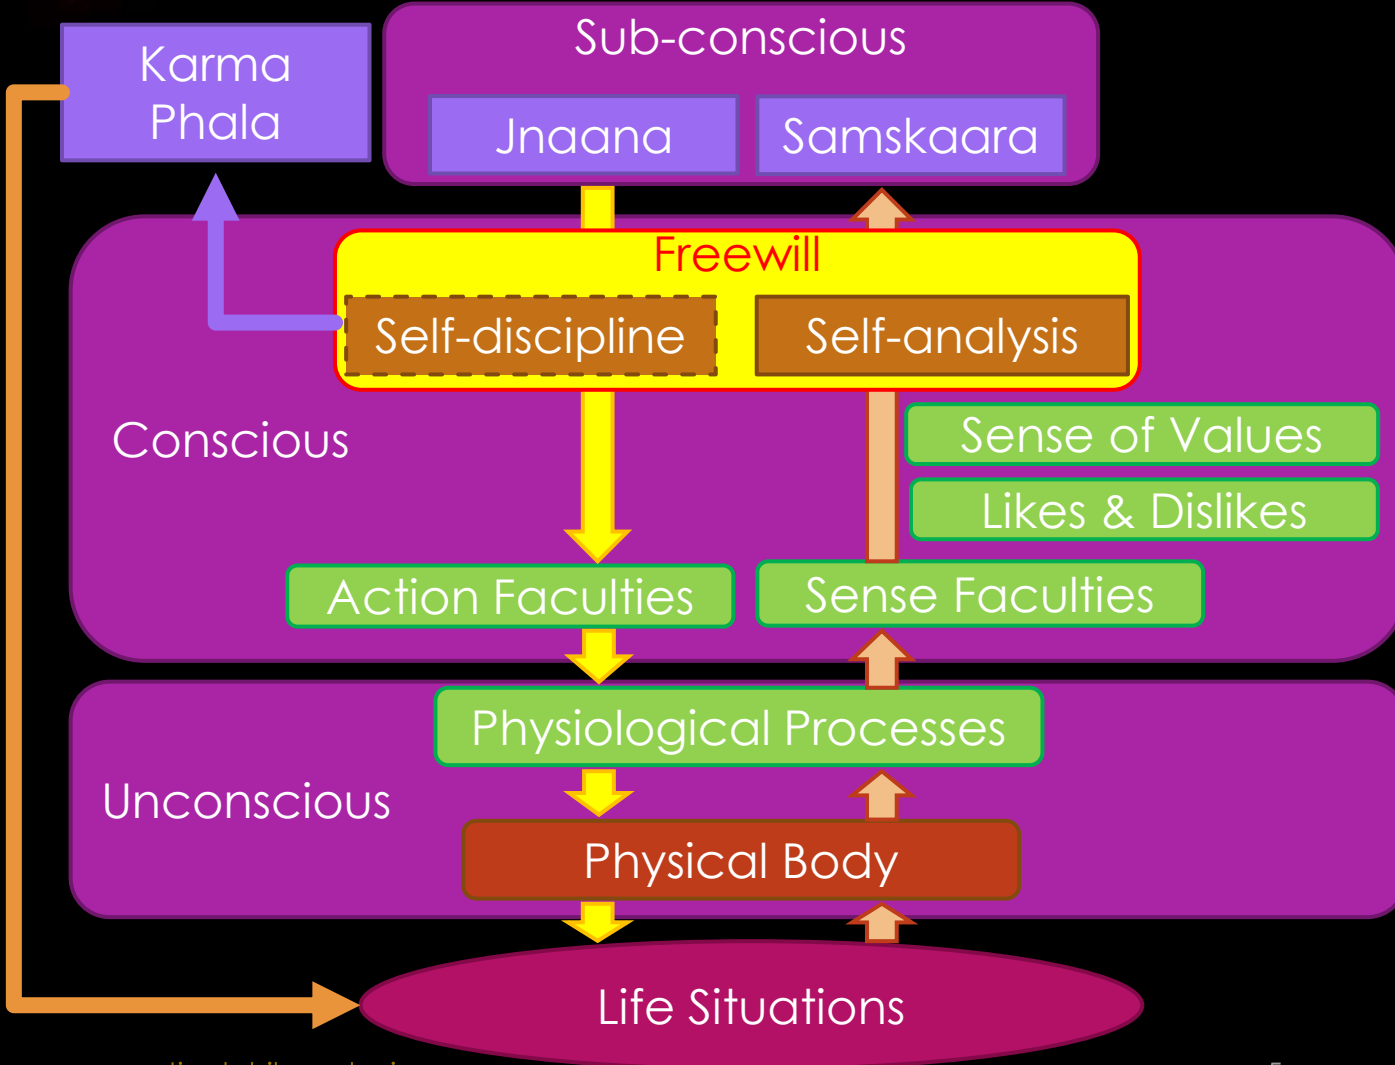 Sub-conscious
Karma
Phala
Jnaana
Samskaara
Freewill
Self-discipline
Self-analysis
Conscious
Sense of Values
Likes & Dislikes
Action Faculties
Sense Faculties
Physiological Processes
Unconscious
Physical Body
Life Situations